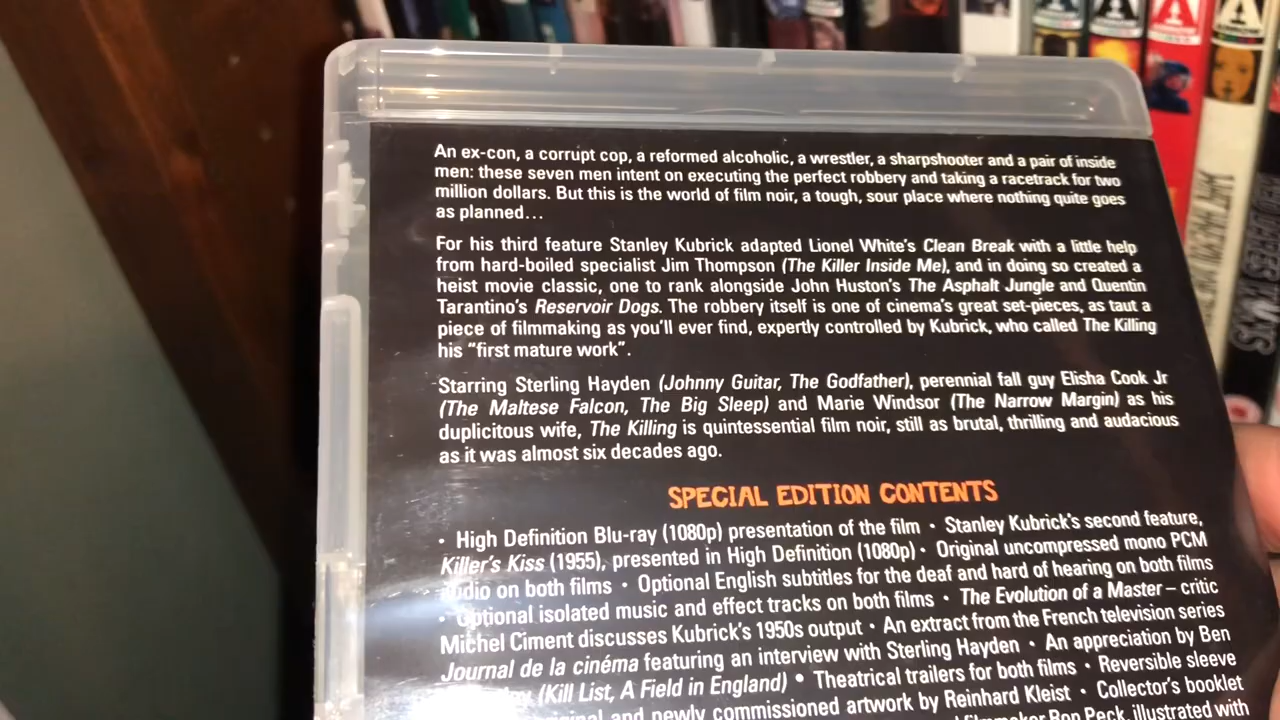 An ex-con, a corrupt cop, a reformed alcoholic, a wrestler, a sharpshooter and a pair of inside
men: these seven men intent on executing the perfect robbery and taking a racetrack for two
million dollars. But this is the world of film noir, a tough, sour place where nothing quite goes
as planned...
For his third feature Stanley Kubrick adapted Lionel White's Clean Break with a little help
from hard-boiled specialist Jim Thompson (The Killer Inside Me), and in doing so created a
heist movie classic, one to rank alongside John Huston's The Asphalt Jungle and Quentin
Tarantino's Reservoir Dogs. The robbery itself is one of cinema's great set-pieces, as taut a
piece of filmmaking as you'll ever find, expertly controlled by Kubrick, who called The Killing
his "first mature work".
Starring Sterling Hayden (Johnny Guitar, The Godfather), perennial fall guy Elisha Cook Jr
(The Maltese Falcon, The Big Sleep) and Marie Windsor (The Narrow Margin) as his
duplicitous wife, The Killing is quintessential film noir, still as brutal, thrilling and audacious
as it was almost six decades ago.
SPECIAL EDITION CONTENTS
• High Definition Blu-ray (1080p) presentation of the film • Stanley Kubrick's second feature,
Killer's Kiss (1955), presented in High Definition (1080p) • Original uncompressed mono PCM
audio on both films • Optional English subtitles for the deaf and hard of hearing on both films
• Optional isolated music and effect tracks on both films • The Evolution of a Master – critic
Michel Ciment discusses Kubrick's 1950s output • An extract from the French television series
Journal de la cinéma featuring an interview with Sterling Hayden • An appreciation by Ben
(Kill List, A Field in England) • Theatrical trailers for both films • Reversible sleeve
and newly commissioned artwork by Reinhard Kleist • Collector's booklet
filmmaker Ron Peck, illustrated with